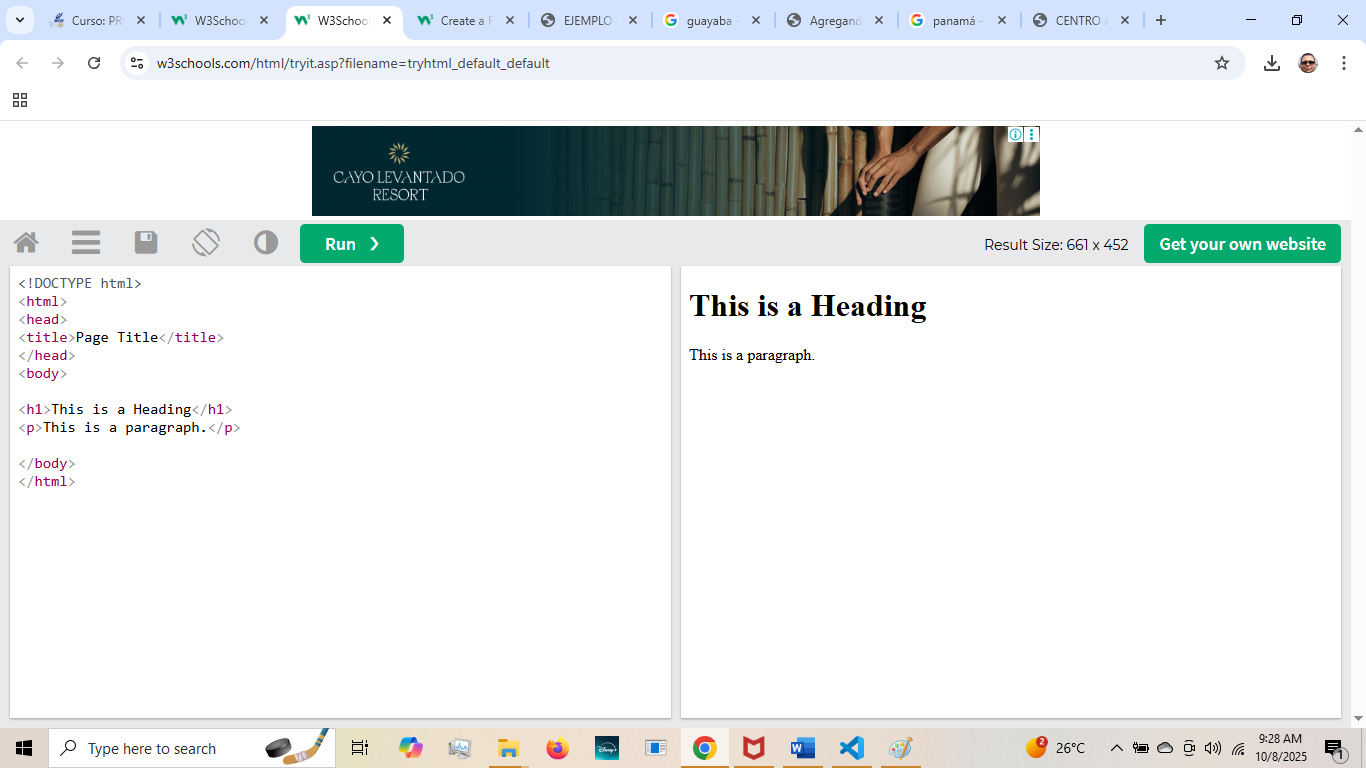 Curso: PR
W3Schoo
W3Schoo
Create a F
EJEMPLO
guayaba -
Agregand
panamá -
CENTRO A
w3schools.com/html/tryit.asp?filename=tryhtml_default_default
CAYO LEVANTADO
RESORT
Run ❯
Result Size: 661 x 452
Get your own website
<!DOCTYPE html>
<html>
<head>
<title>Page Title</title>
</head>
<body>
<h1>This is a Heading</h1>
<p>This is a paragraph.</p>
</body>
</html>
This is a Heading
This is a paragraph.
Type here to search
Disney+
2
26°C
9:28 AM
10/8/2025
1